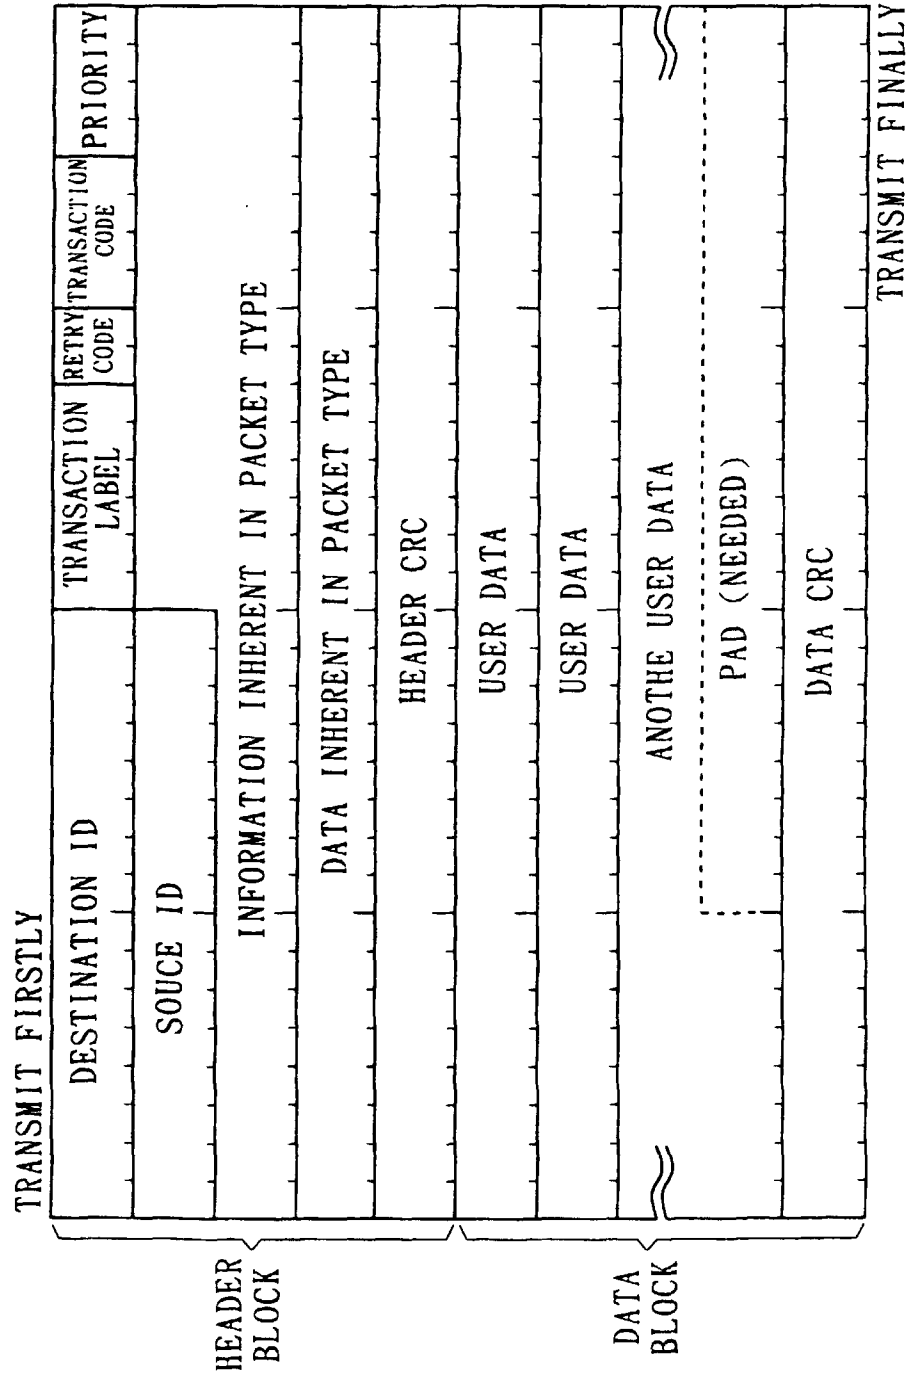 TRANSMIT FIRSTLY
DESTINATION ID
TRANSACTION
LABEL
RETRY
CODE
TRANSACTION
CODE
PRIORITY
SOUCE ID
INFORMATION INHERENT IN PACKET TYPE
DATA INHERENT IN PACKET TYPE
HEADER CRC
HEADER
BLOCK
USER DATA
USER DATA
ANOTHE USER DATA
PAD (NEEDED)
DATA CRC
DATA
BLOCK
TRANSMIT FINALLY